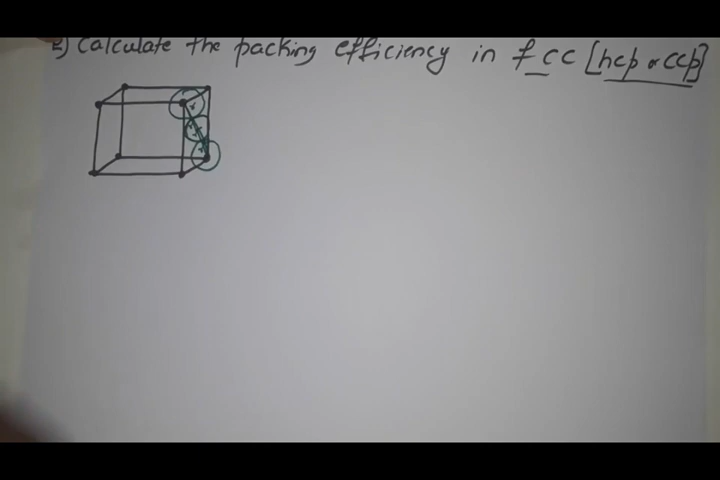 2) Calculate the packing efficiency in fcc [hcp or ccp]